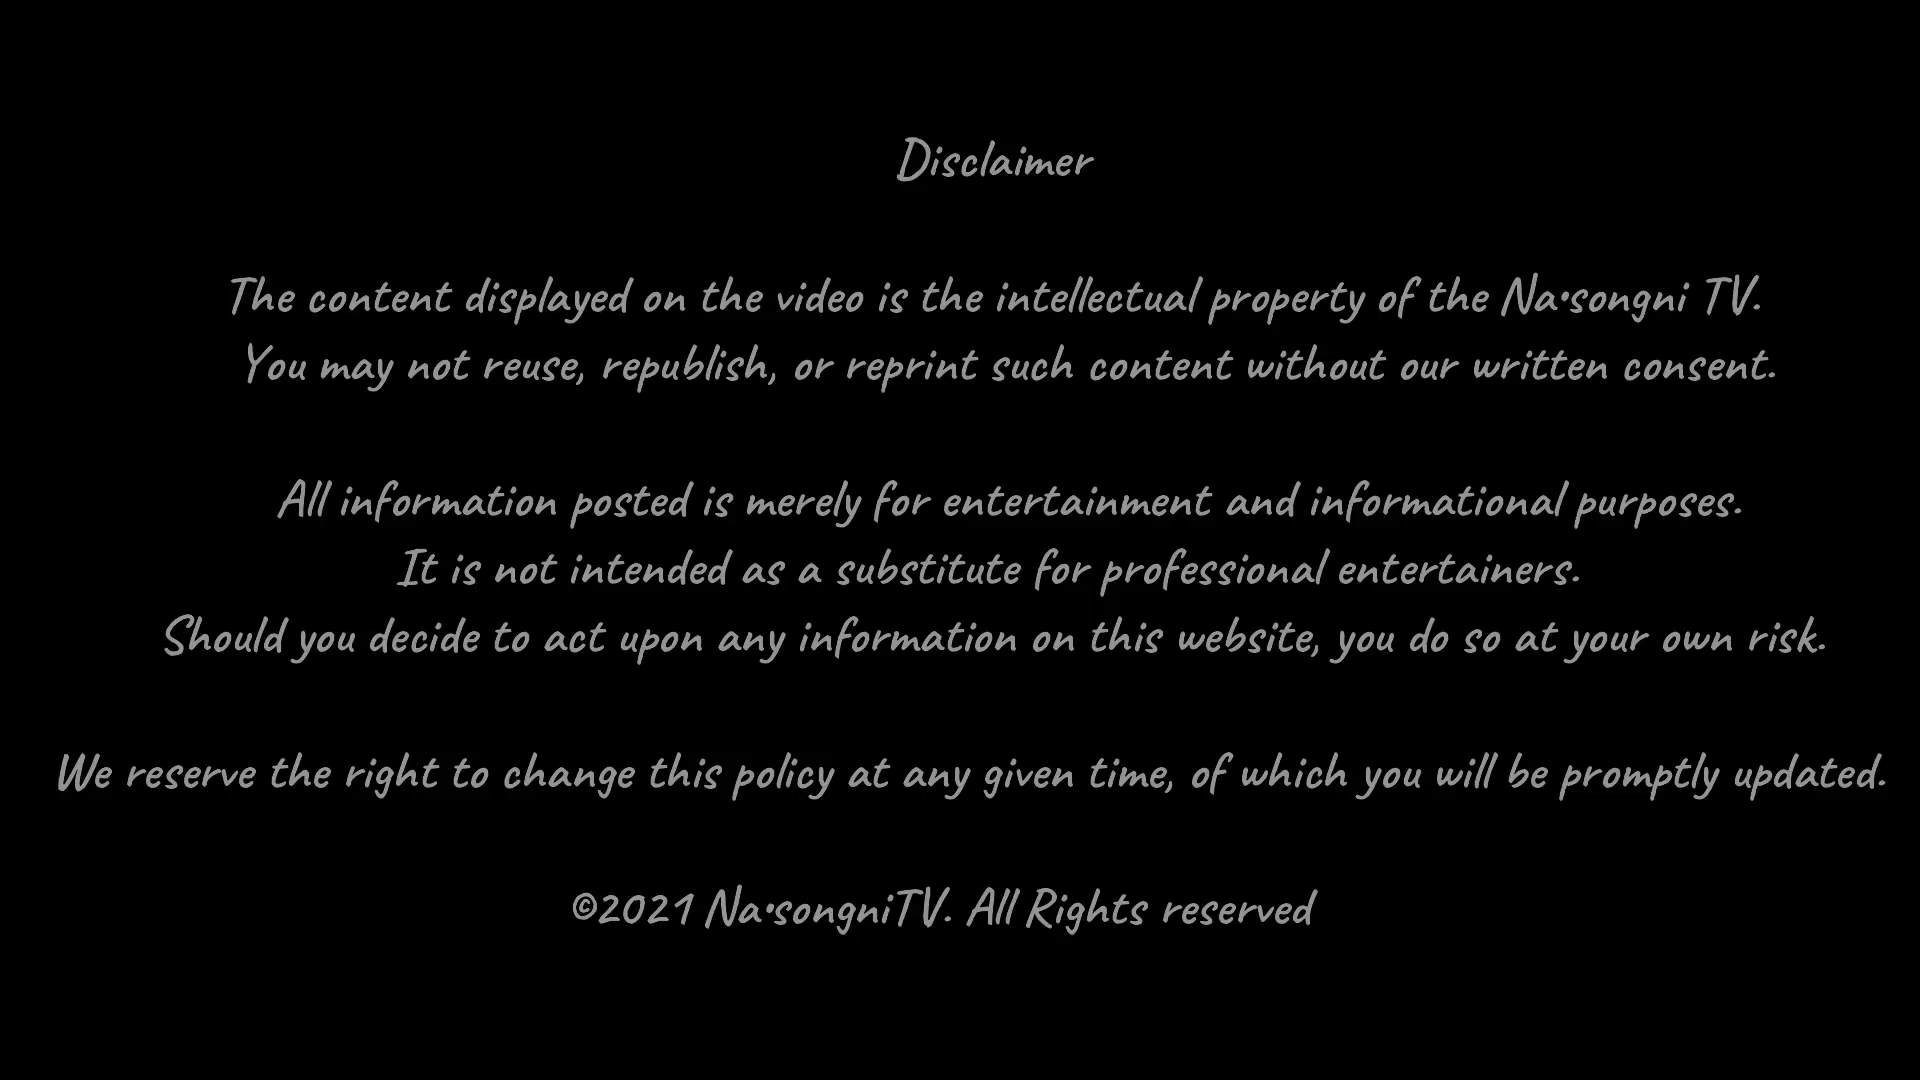 Disclaimer
The content displayed on the video is the intellectual property of the Na•songni TV.
You may not reuse, republish, or reprint such content without our written consent.
All information posted is merely for entertainment and informational purposes.
It is not intended as a substitute for professional entertainers.
Should you decide to act upon any information on this website, you do so at your own risk.
We reserve the right to change this policy at any given time, of which you will be promptly updated.
©2021 Na•songniTV. All Rights reserved